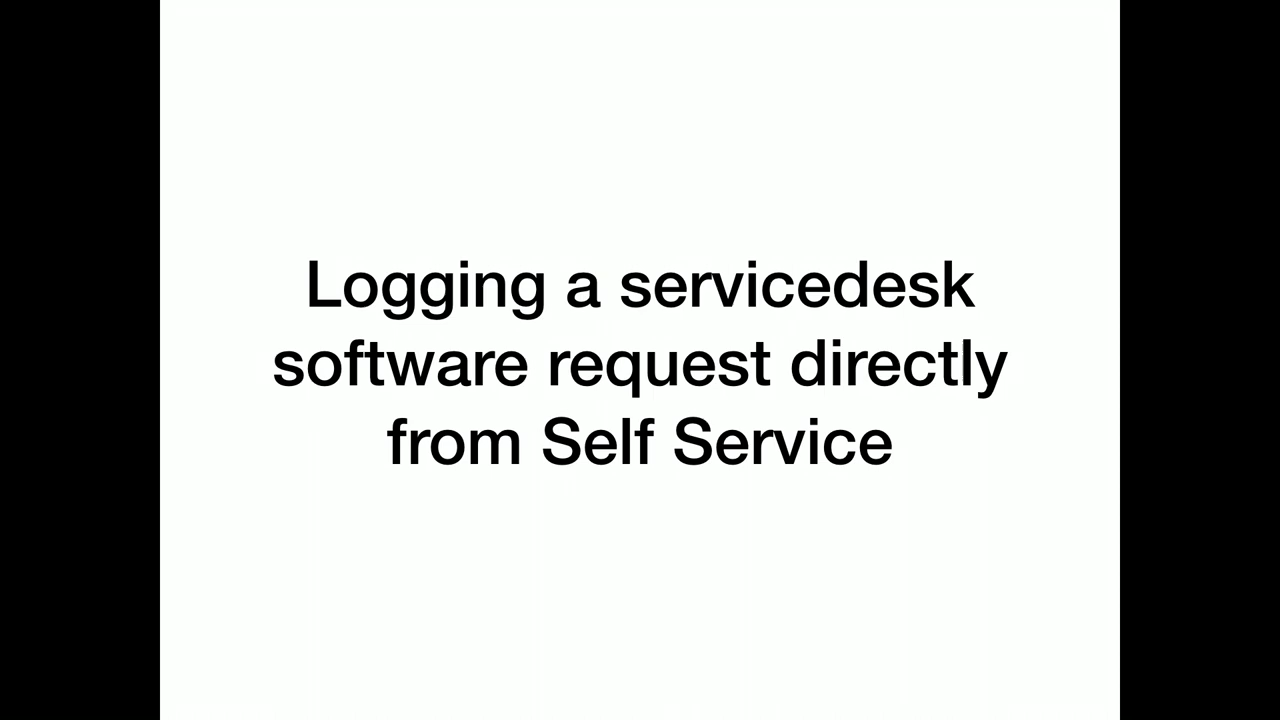 Logging a servicedesk
software request directly
from Self Service